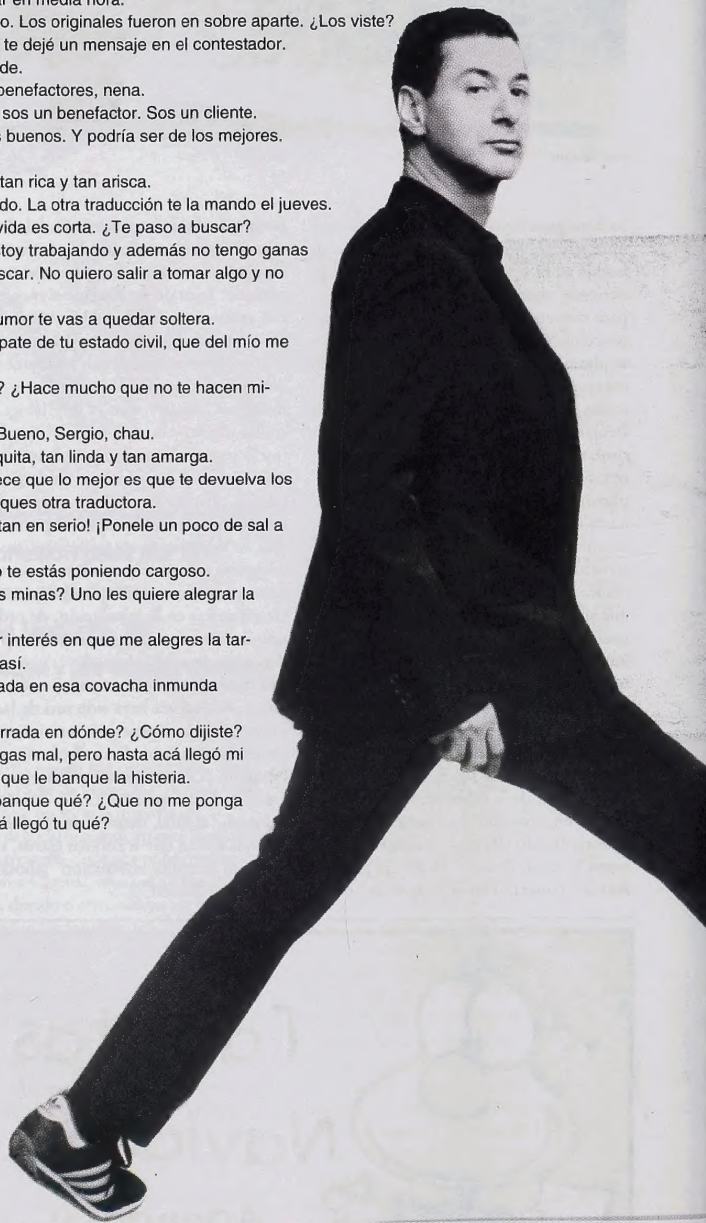 ar en media hora.
o. Los originales fueron en sobre aparte. ¿Los viste?
te dejé un mensaje en el contestador.
de.
benefactores, nena.
sos un benefactor. Sos un cliente.
s buenos. Y podría ser de los mejores.
tan rica y tan arisca.
do. La otra traducción te la mando el jueves.
vida es corta. ¿Te paso a buscar?
stoy trabajando y además no tengo ganas
scar. No quiero salir a tomar algo y no
umor te vas a quedar soltera.
pate de tu estado civil, que del mío me
? ¿Hace mucho que no te hacen mi-
Bueno, Sergio, chau.
quita, tan linda y tan amarga.
ece que lo mejor es que te devuelva los
ques otra traductora.
tan en serio! ¡Ponele un poco de sal a
o te estás poniendo cargoso.
s minas? Uno les quiere alegrar la
r interés en que me alegres la tar-
así.
ada en esa covacha inmunda
rrada en dónde? ¿Cómo dijiste?
gas mal, pero hasta acá llegó mi
que le banque la histeria.
banque qué? ¿Que no me ponga
á llegó tu qué?